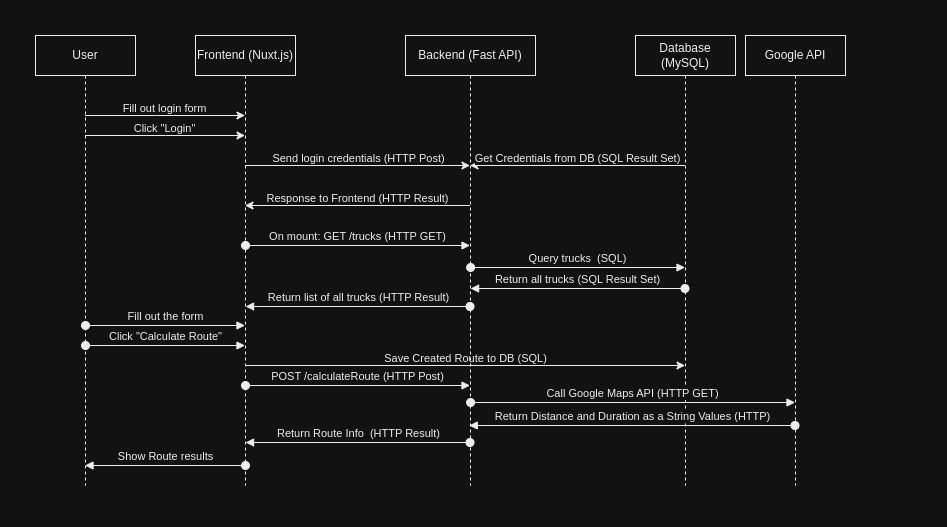 User
Frontend (Nuxt.js)
Backend (Fast API)
Database
(MySQL)
Google API
Fill out login form
Click "Login"
Send login credentials (HTTP Post)
Get Credentials from DB (SQL Result Set)
Response to Frontend (HTTP Result)
On mount: GET /trucks (HTTP GET)
Query trucks  (SQL)
Return all trucks (SQL Result Set)
Return list of all trucks (HTTP Result)
Fill out the form
Click "Calculate Route"
Save Created Route to DB (SQL)
POST /calculateRoute (HTTP Post)
Call Google Maps API (HTTP GET)
Return Distance and Duration as a String Values (HTTP)
Return Route Info  (HTTP Result)
Show Route results